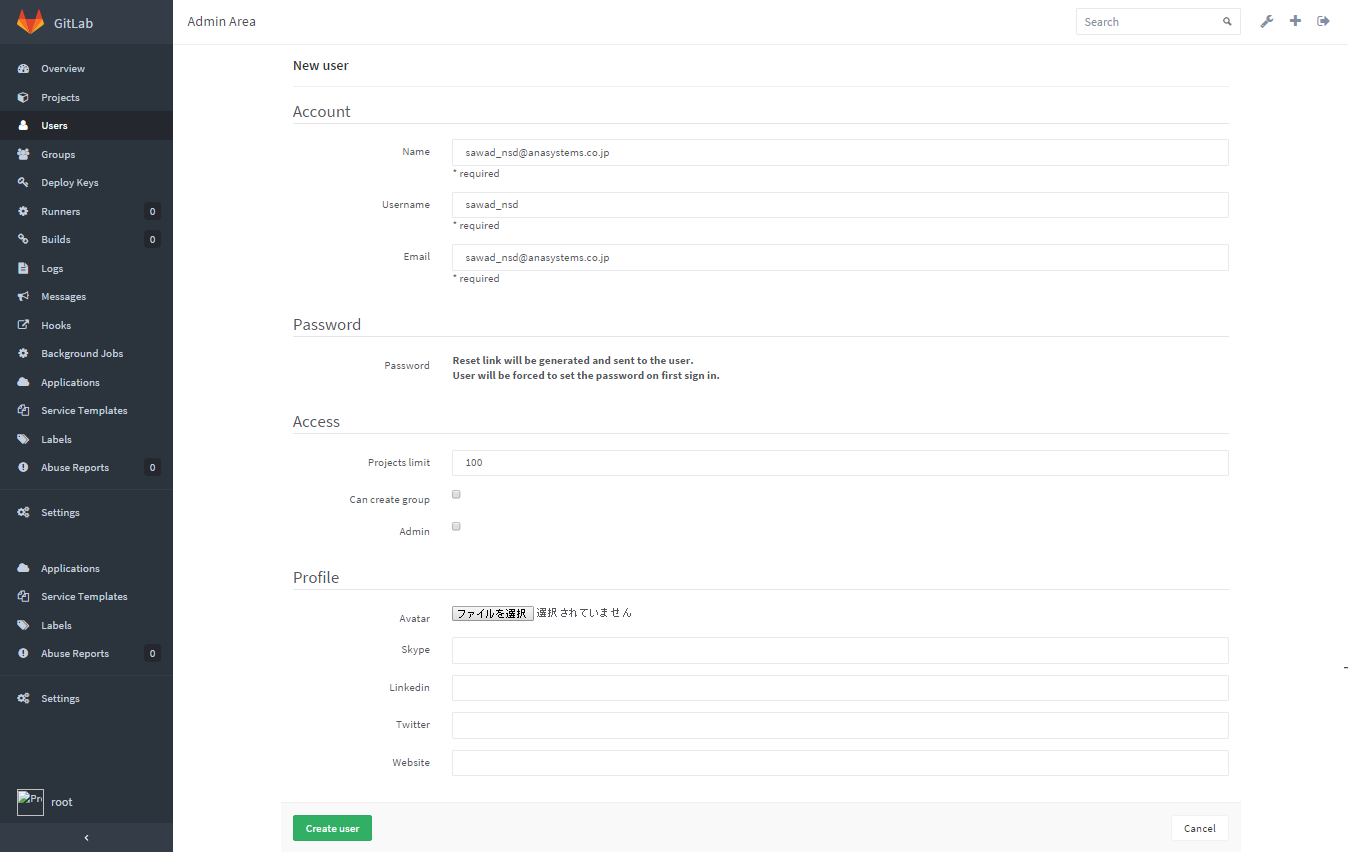 GitLab
Admin Area
Search
Overview
Projects
Users
Groups
Deploy Keys
Runners 0
Builds 0
Logs
Messages
Hooks
Background Jobs
Applications
Service Templates
Labels
Abuse Reports 0
Settings
Applications
Service Templates
Labels
Abuse Reports 0
Settings
Pr
root
New user
Account
Name sawad_nsd@anasystems.co.jp
* required
Username sawad_nsd
* required
Email sawad_nsd@anasystems.co.jp
* required
Password
Password Reset link will be generated and sent to the user.
User will be forced to set the password on first sign in.
Access
Projects limit 100
Can create group
Admin
Profile
Avatar ファイルを選択 選択されていません
Skype
Linkedin
Twitter
Website
Create user Cancel